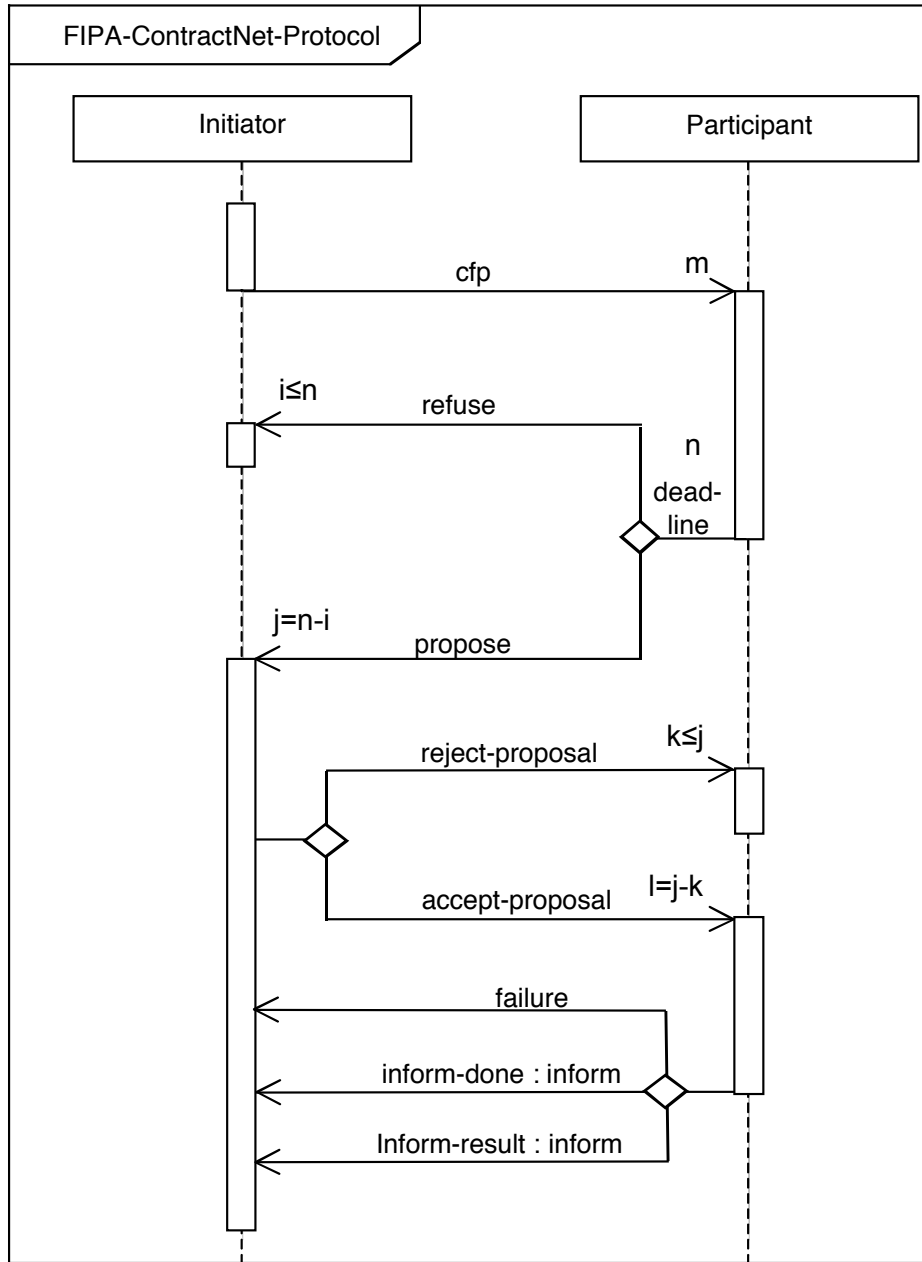 FIPA-ContractNet-Protocol
Initiator
Participant
cfp
m
i≤n
refuse
n
dead-
line
j=n-i
propose
reject-proposal
k≤j
accept-proposal
l=j-k
failure
inform-done : inform
Inform-result : inform